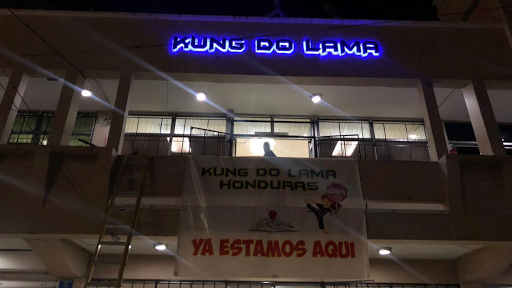 KUNG DO LAMA
KUNG DO LAMA
HONDURAS
YA ESTAMOS AQUI